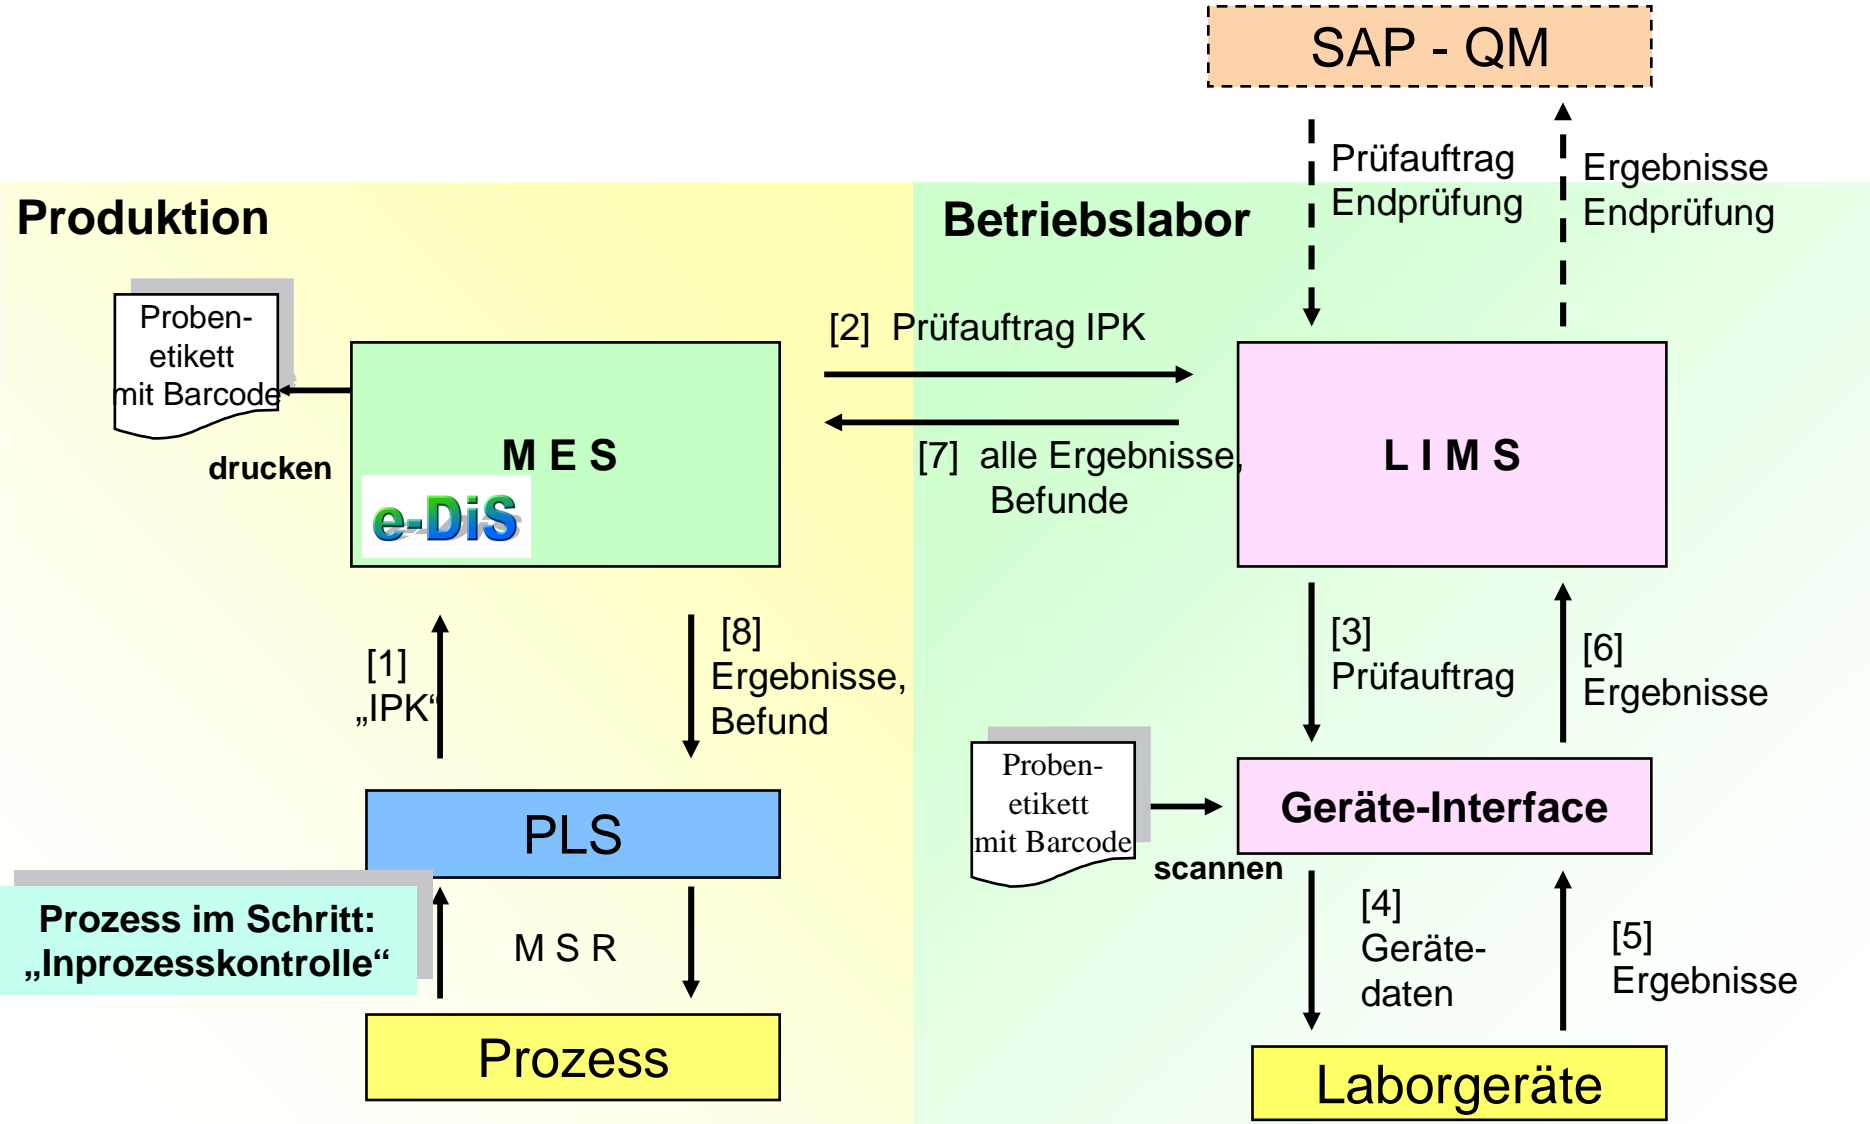 SAP - QM
Prüfauftrag
Endprüfung
Ergebnisse
Endprüfung
Produktion
Betriebslabor
Proben-
etikett
mit Barcode
drucken
M E S
e-DiS
[2] Prüfauftrag IPK
[7] alle Ergebnisse,
Befunde
L I M S
[1]
„IPK“
[8]
Ergebnisse,
Befund
[3]
Prüfauftrag
[6]
Ergebnisse
Proben-
etikett
mit Barcode
scannen
Geräte-Interface
PLS
Prozess im Schritt:
„Inprozesskontrolle“
M S R
[4]
Geräte-
daten
[5]
Ergebnisse
Prozess
Laborgeräte